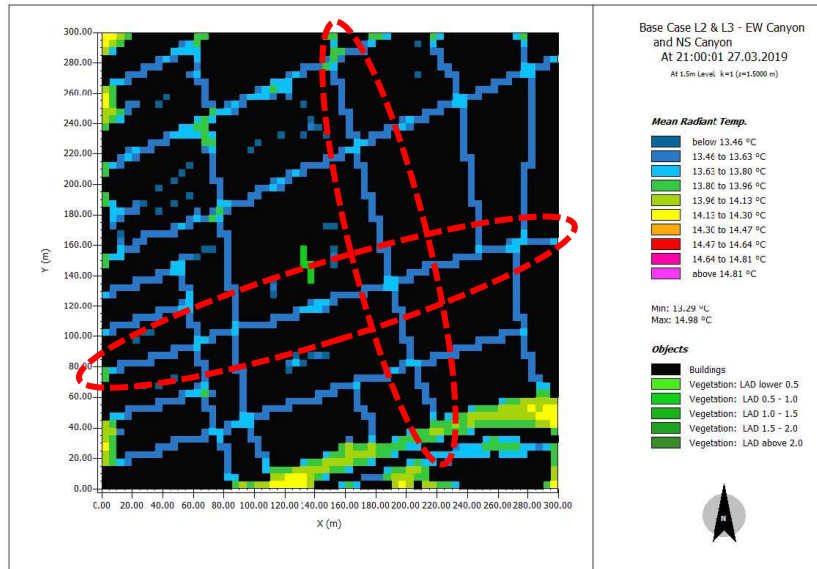 Base Case L2 & L3 - EW Canyon
and NS Canyon
At 21:00:01 27.03.2019
At 1.5m Level k=1 (z=1.5000 m)
Mean Radiant Temp.
below 13.46 °C
13.46 to 13.63 °C
13.63 to 13.80 °C
13.80 to 13.96 °C
13.96 to 14.13 °C
14.13 to 14.30 °C
14.30 to 14.47 °C
14.47 to 14.64 °C
14.64 to 14.81 °C
above 14.81 °C
Min: 13.29 °C
Max: 14.98 °C
Objects
Buildings
Vegetation: LAD lower 0.5
Vegetation: LAD 0.5 - 1.0
Vegetation: LAD 1.0 - 1.5
Vegetation: LAD 1.5 - 2.0
Vegetation: LAD above 2.0
N
300.00
280.00
260.00
240.00
220.00
200.00
180.00
160.00
140.00
120.00
100.00
80.00
60.00
40.00
20.00
0.00
Y (m)
0.00 20.00 40.00 60.00 80.00 100.00 120.00 140.00 160.00 180.00 200.00 220.00 240.00 260.00 280.00 300.00
X (m)